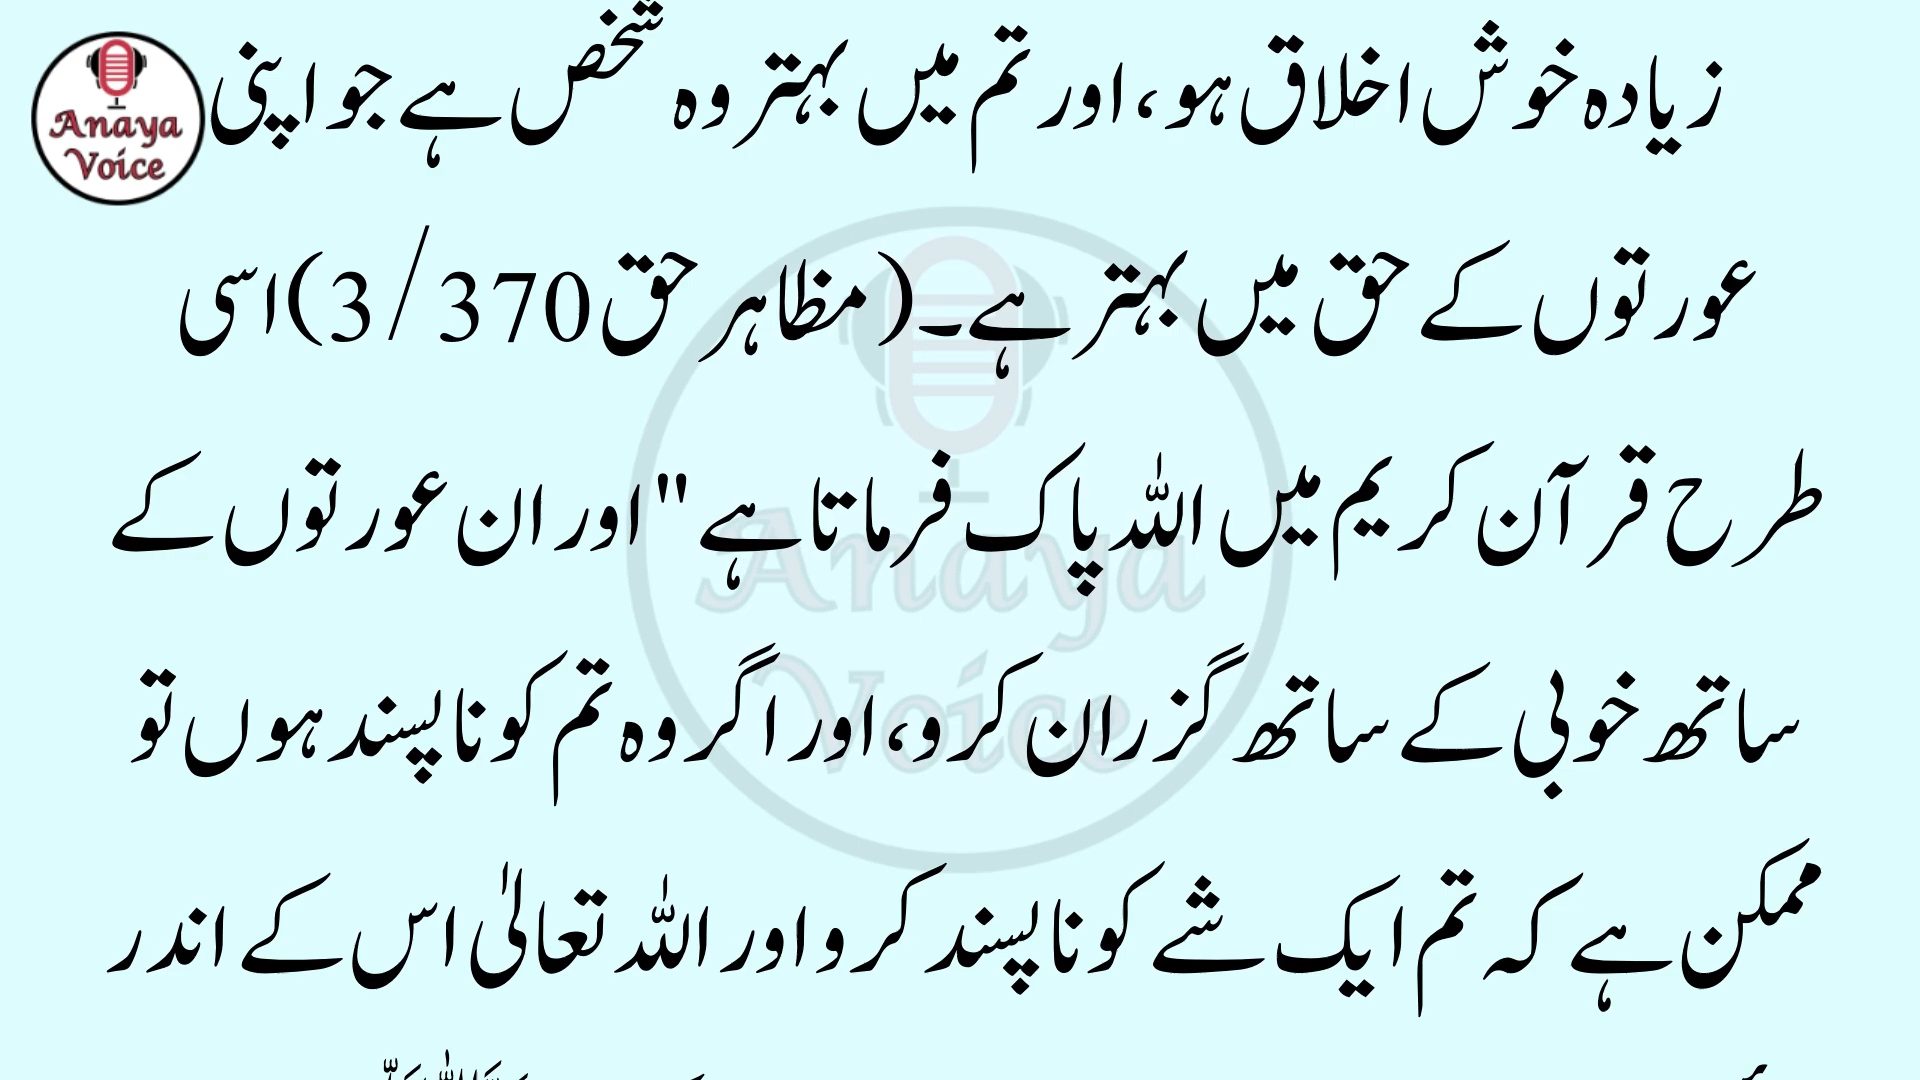 Anaya
Voice
زیادہ خوش اخلاق ہو، اور تم میں بہتر وہ شخص ہے جو اپنی
عورتوں کے حق میں بہتر ہے۔(مظاہر حق 370/3)اسی
طرح قرآن کریم میں اللہ پاک فرماتا ہے "اور ان عورتوں کے
ساتھ خوبی کے ساتھ گزران کرو،اور اگر وہ تم کو ناپسند ہوں تو
ممکن ہے کہ تم ایک شے کو ناپسند کرو اور اللہ تعالیٰ اس کے اندر
Anaya
Voice